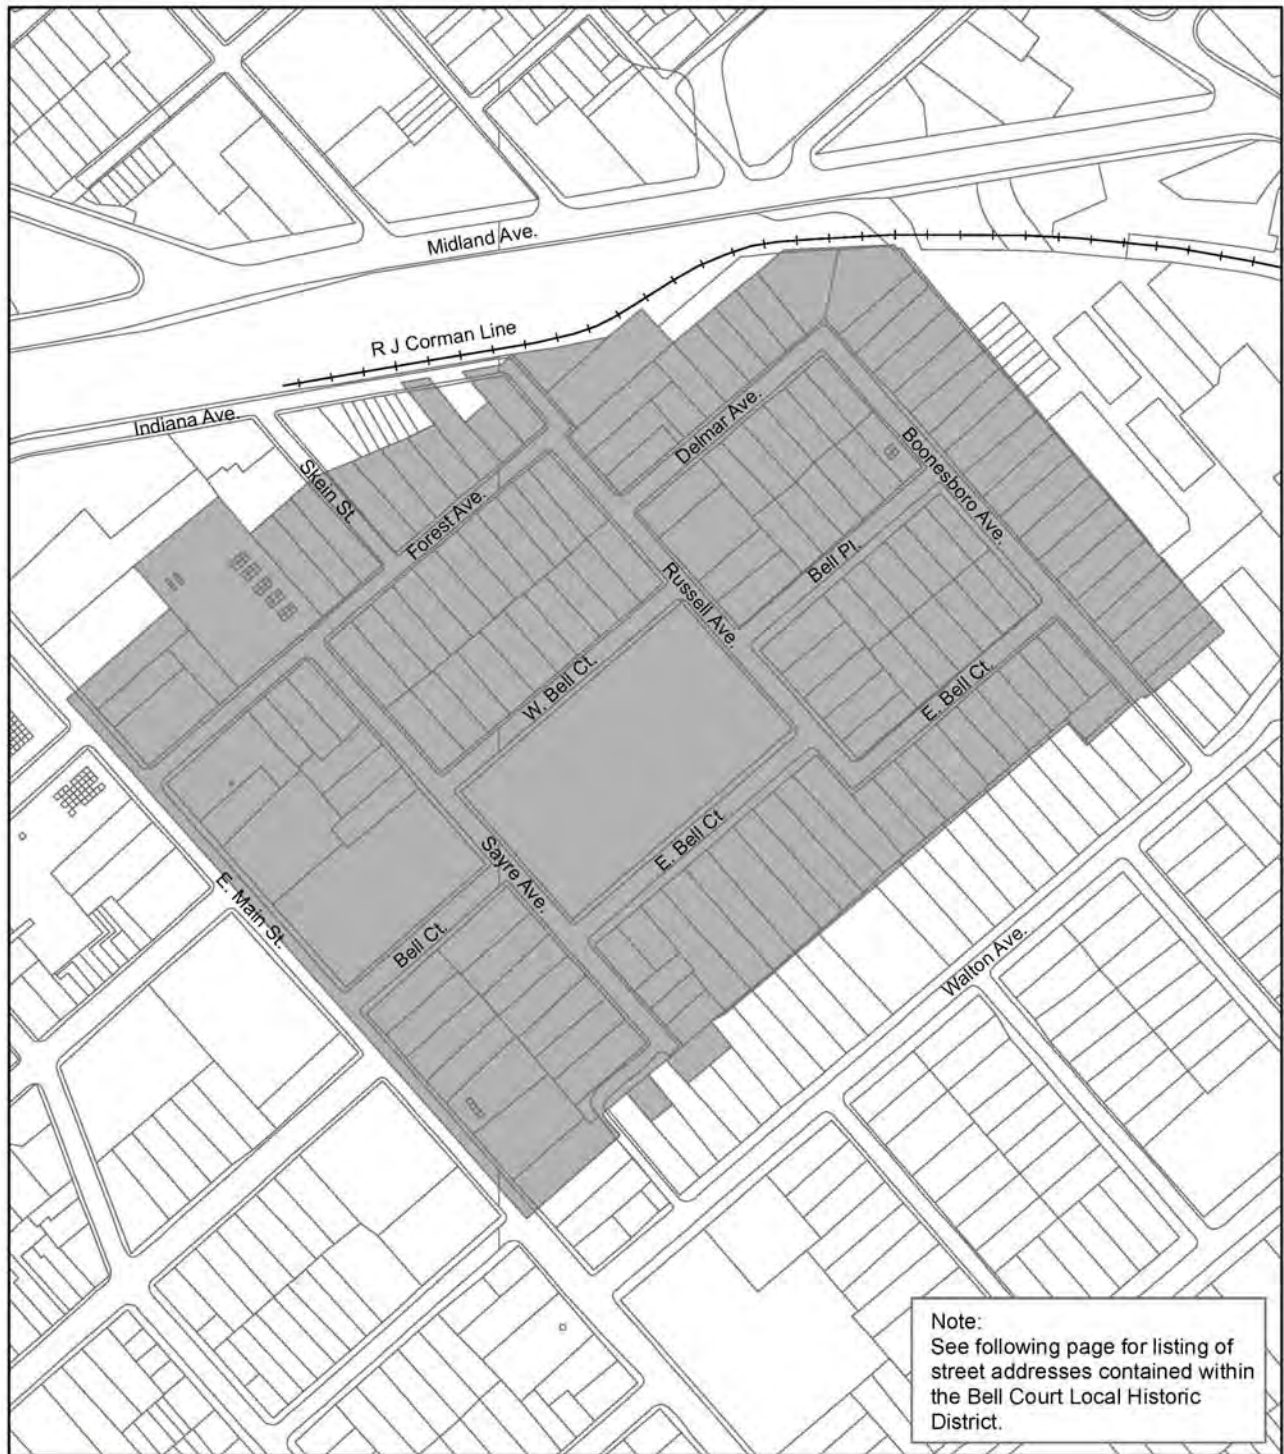 Midland Ave.
R J Corman Line
Indiana Ave.
Skein St.
Forest Ave.
Delmar Ave.
Boonesboro Ave.
Bell Pl.
Russell Ave.
W. Bell Ct.
E. Bell Ct.
E. Bell Ct
Sayre Ave.
E. Main St.
Bell Ct.
Walton Ave.
Note:
See following page for listing of
street addresses contained within
the Bell Court Local Historic
District.